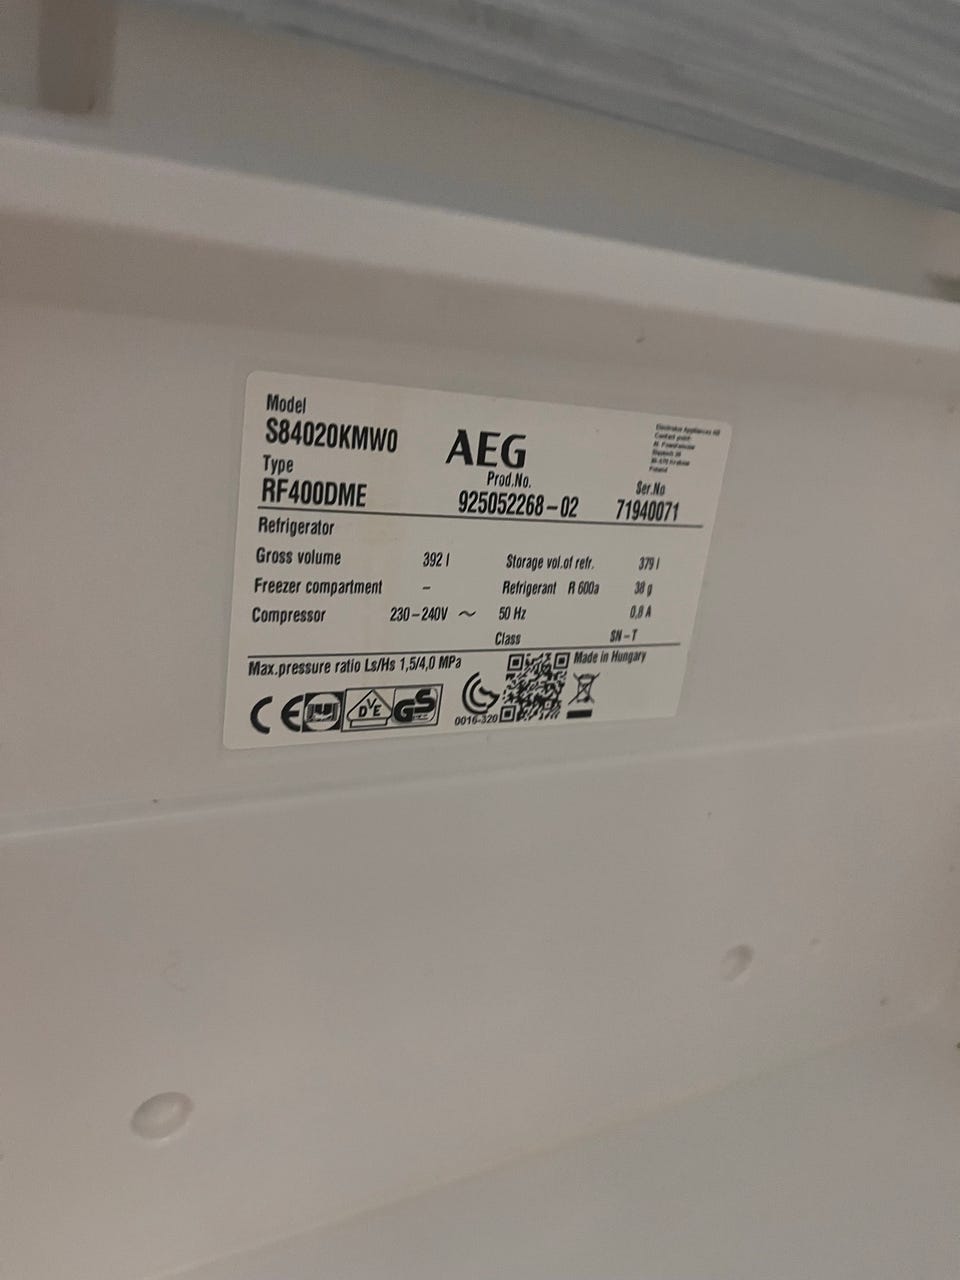 Model
S84020KMW0
AEG
Type
Prod.No.
Ser.No
RF400DME
925052268-02
71940071
Refrigerator
Gross volume 392 l
Storage vol.of refr. 379 l
Freezer compartment -
Refrigerant R 600a 38 g
Compressor 230-240V ~ 50 Hz 0,8 A
Class SN-T
Max.pressure ratio Ls/Hs 1,5/4,0 MPa
Made in Hungary
CE
DVE
GS
0016-320